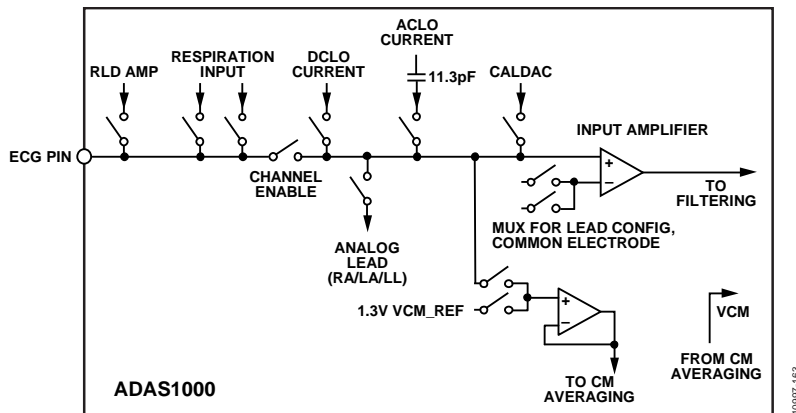 ACLO
CURRENT
RESPIRATION
INPUT
DCLO
CURRENT
RLD AMP
11.3pF
CALDAC
INPUT AMPLIFIER
ECG PIN
+
–
CHANNEL
ENABLE
TO
FILTERING
MUX FOR LEAD CONFIG,
COMMON ELECTRODE
ANALOG
LEAD
(RA/LA/LL)
1.3V VCM_REF
+
–
VCM
ADAS1000
TO CM
AVERAGING
FROM CM
AVERAGING